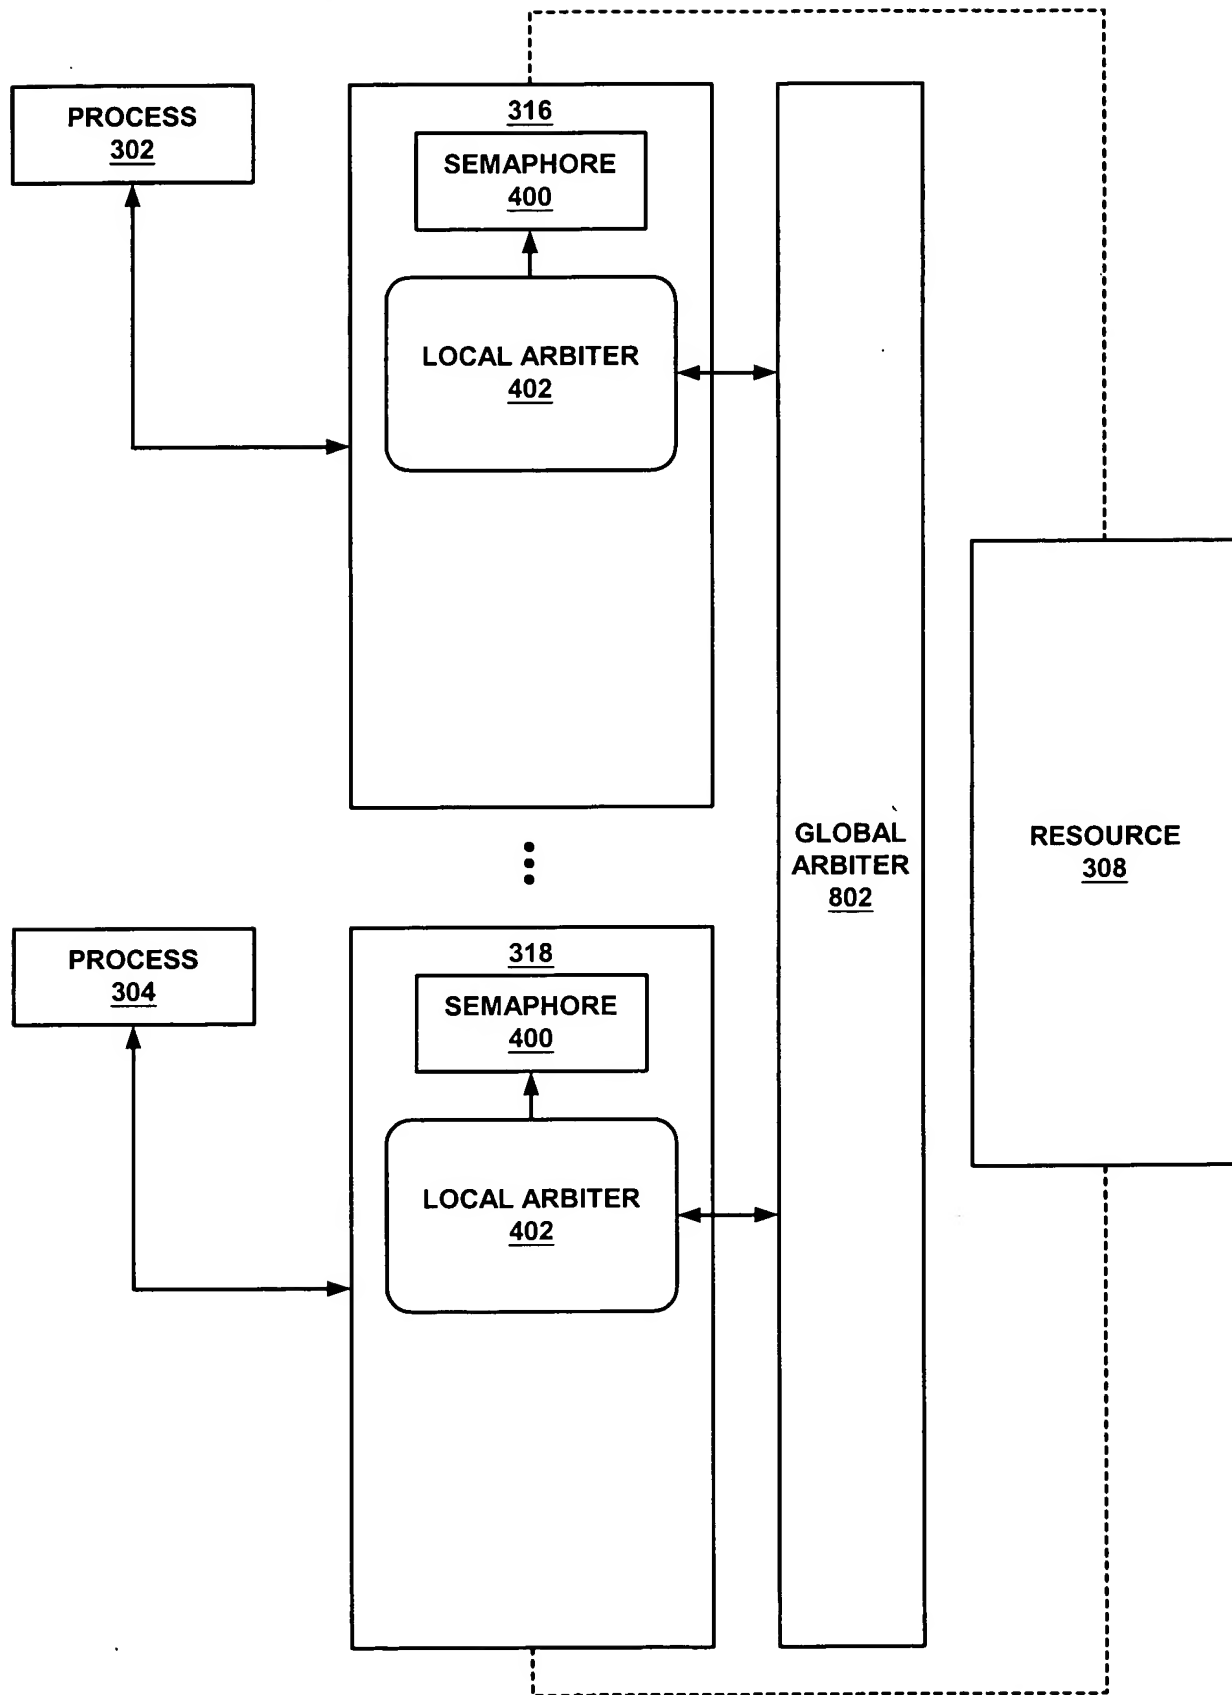 PROCESS
302
316
SEMAPHORE
400
LOCAL ARBITER
402
GLOBAL
ARBITER
802
RESOURCE
308
PROCESS
304
318
SEMAPHORE
400
LOCAL ARBITER
402